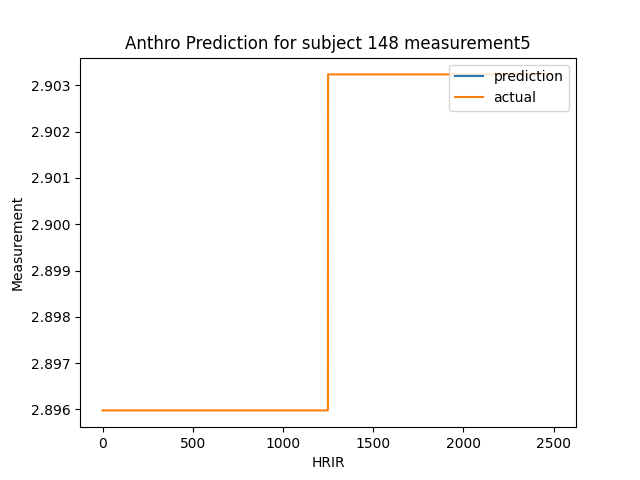 Anthro Prediction for subject 148 measurement5
prediction
actual
2.903
2.902
2.901
2.900
2.899
2.898
2.897
2.896
Measurement
0 500 1000 1500 2000 2500
HRIR